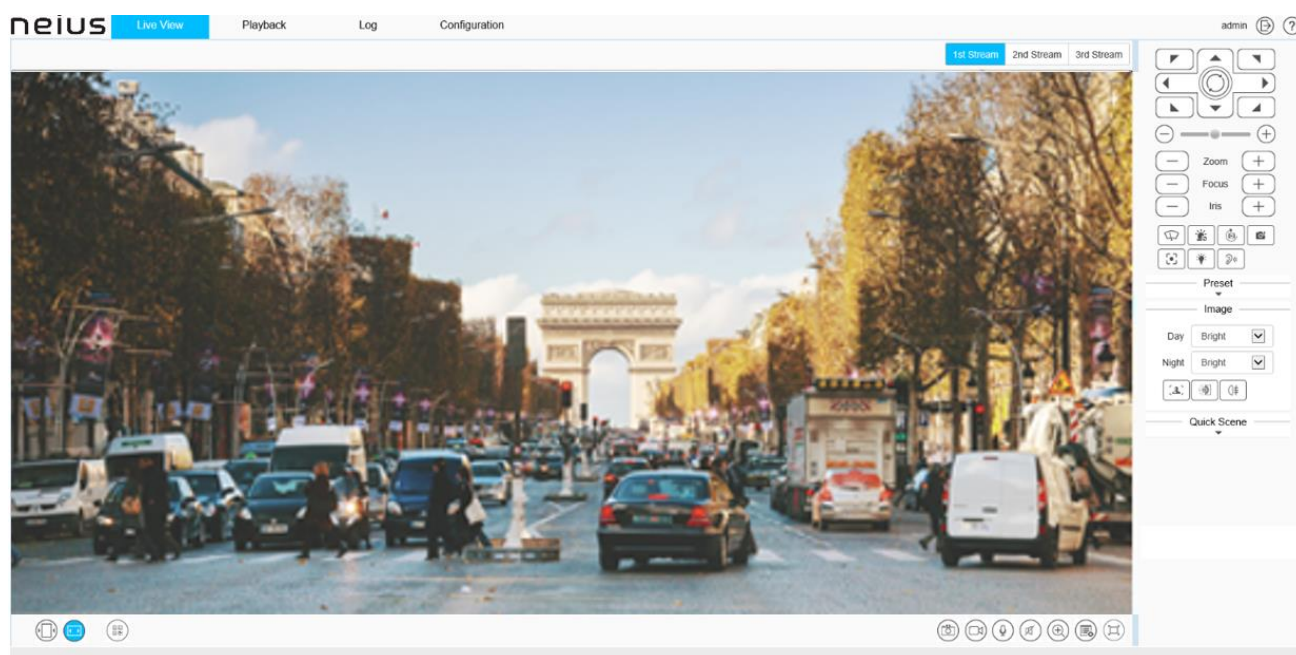 neius
Live View Playback Log Configuration admin
1st Stream 2nd Stream 3rd Stream
Zoom
Focus
Iris
Preset
Image
Day Bright
Night Bright
Quick Scene